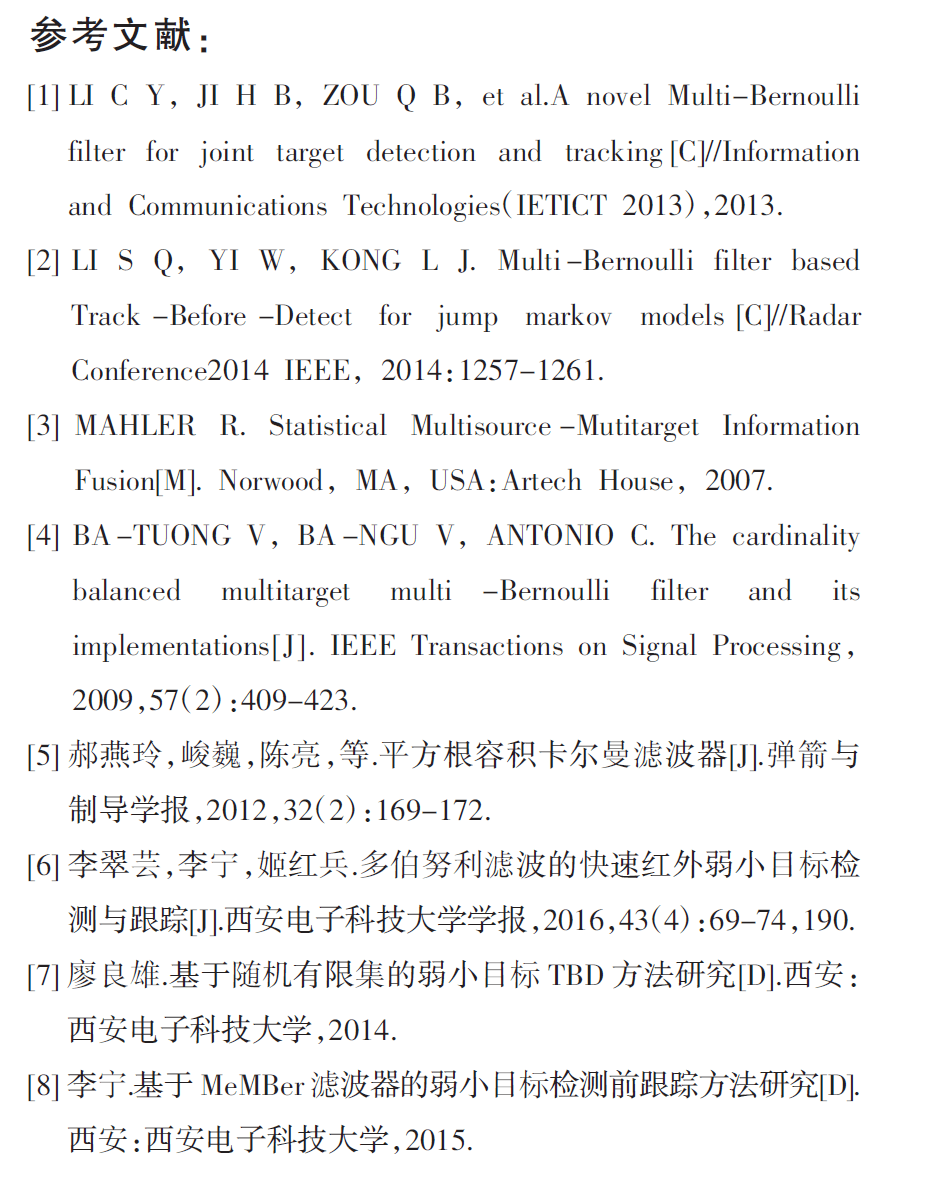 参考文献：
[1] LI C Y, JI H B, ZOU Q B, et al.A novel Multi-Bernoulli
filter for joint target detection and tracking[C]//Information
and Communications Technologies(IETICT 2013),2013.
[2] LI S Q, YI W, KONG L J. Multi-Bernoulli filter based
Track-Before-Detect for jump markov models[C]//Radar
Conference2014 IEEE, 2014:1257-1261.
[3] MAHLER R. Statistical Multisource-Mutitarget Information
Fusion[M]. Norwood, MA, USA:Artech House, 2007.
[4] BA-TUONG V, BA-NGU V, ANTONIO C. The cardinality
balanced multitarget multi-Bernoulli filter and its
implementations[J]. IEEE Transactions on Signal Processing,
2009,57(2):409-423.
[5] 郝燕玲,峻巍,陈亮,等.平方根容积卡尔曼滤波器[J].弹箭与
制导学报,2012,32(2):169-172.
[6] 李翠芸,李宁,姬红兵.多伯努利滤波的快速红外弱小目标检
测与跟踪[J].西安电子科技大学学报,2016,43(4):69-74,190.
[7] 廖良雄.基于随机有限集的弱小目标TBD方法研究[D].西安:
西安电子科技大学,2014.
[8] 李宁.基于MeMBer滤波器的弱小目标检测前跟踪方法研究[D].
西安:西安电子科技大学,2015.